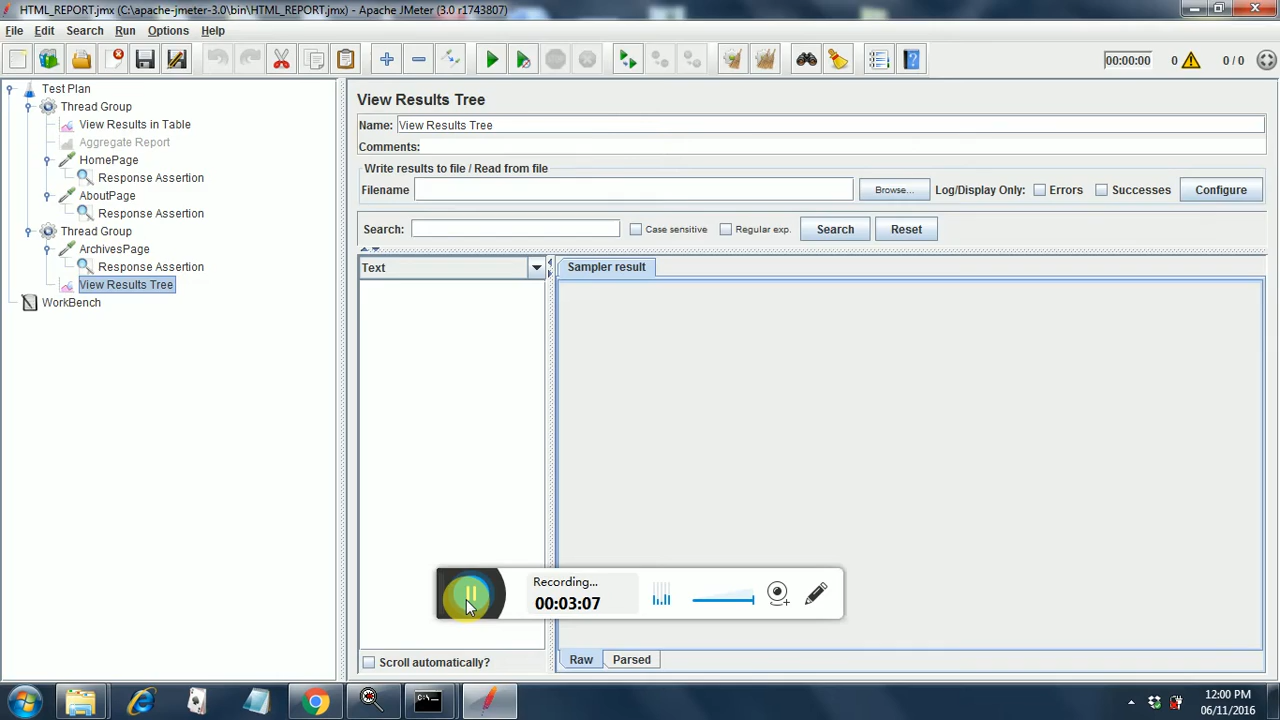 HTML_REPORT.jmx (C:\apache-jmeter-3.0\bin\HTML_REPORT.jmx) - Apache JMeter (3.0 r1743807)
File Edit Search Run Options Help
00:00:00 0 0 / 0
Test Plan
Thread Group
View Results in Table
Aggregate Report
HomePage
Response Assertion
AboutPage
Response Assertion
Thread Group
ArchivesPage
Response Assertion
View Results Tree
WorkBench
View Results Tree
Name: View Results Tree
Comments:
Write results to file / Read from file
Filename Browse... Log/Display Only: Errors Successes Configure
Search: Case sensitive Regular exp. Search Reset
Text
Sampler result
Recording...
00:03:07
Scroll automatically?
Raw Parsed
12:00 PM
06/11/2016